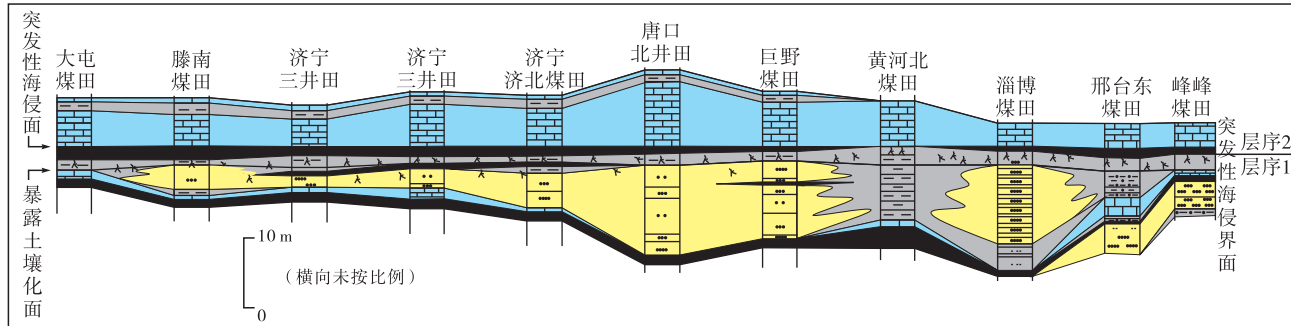 突发性海侵面
暴露土壤化面
大屯
煤田
滕南
煤田
济宁
三井田
济宁
三井田
济宁
济北煤田
唐口
北井田
巨野
煤田
黄河北
煤田
淄博
煤田
邢台东
煤田
峰峰
煤田
突发性海侵界面
层序2
层序1
10 m
0
(横向未按比例)